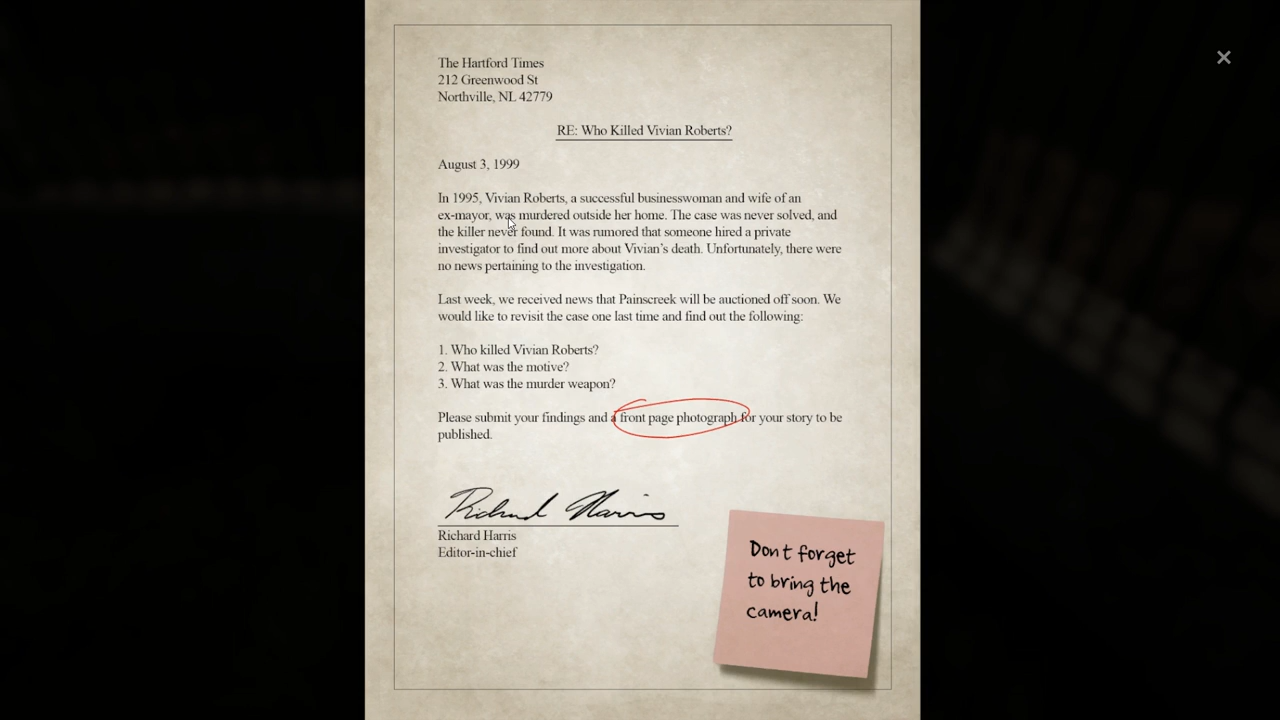 The Hartford Times
212 Greenwood St
Northville, NL 42779
RE: Who Killed Vivian Roberts?
August 3, 1999
In 1995, Vivian Roberts, a successful businesswoman and wife of an
ex-mayor, was murdered outside her home. The case was never solved, and
the killer never found. It was rumored that someone hired a private
investigator to find out more about Vivian's death. Unfortunately, there were
no news pertaining to the investigation.
Last week, we received news that Painscreek will be auctioned off soon. We
would like to revisit the case one last time and find out the following:
1. Who killed Vivian Roberts?
2. What was the motive?
3. What was the murder weapon?
Please submit your findings and a front page photograph for your story to be
published.
Richard Harris
Richard Harris
Editor-in-chief
Don't forget
to bring the
camera!